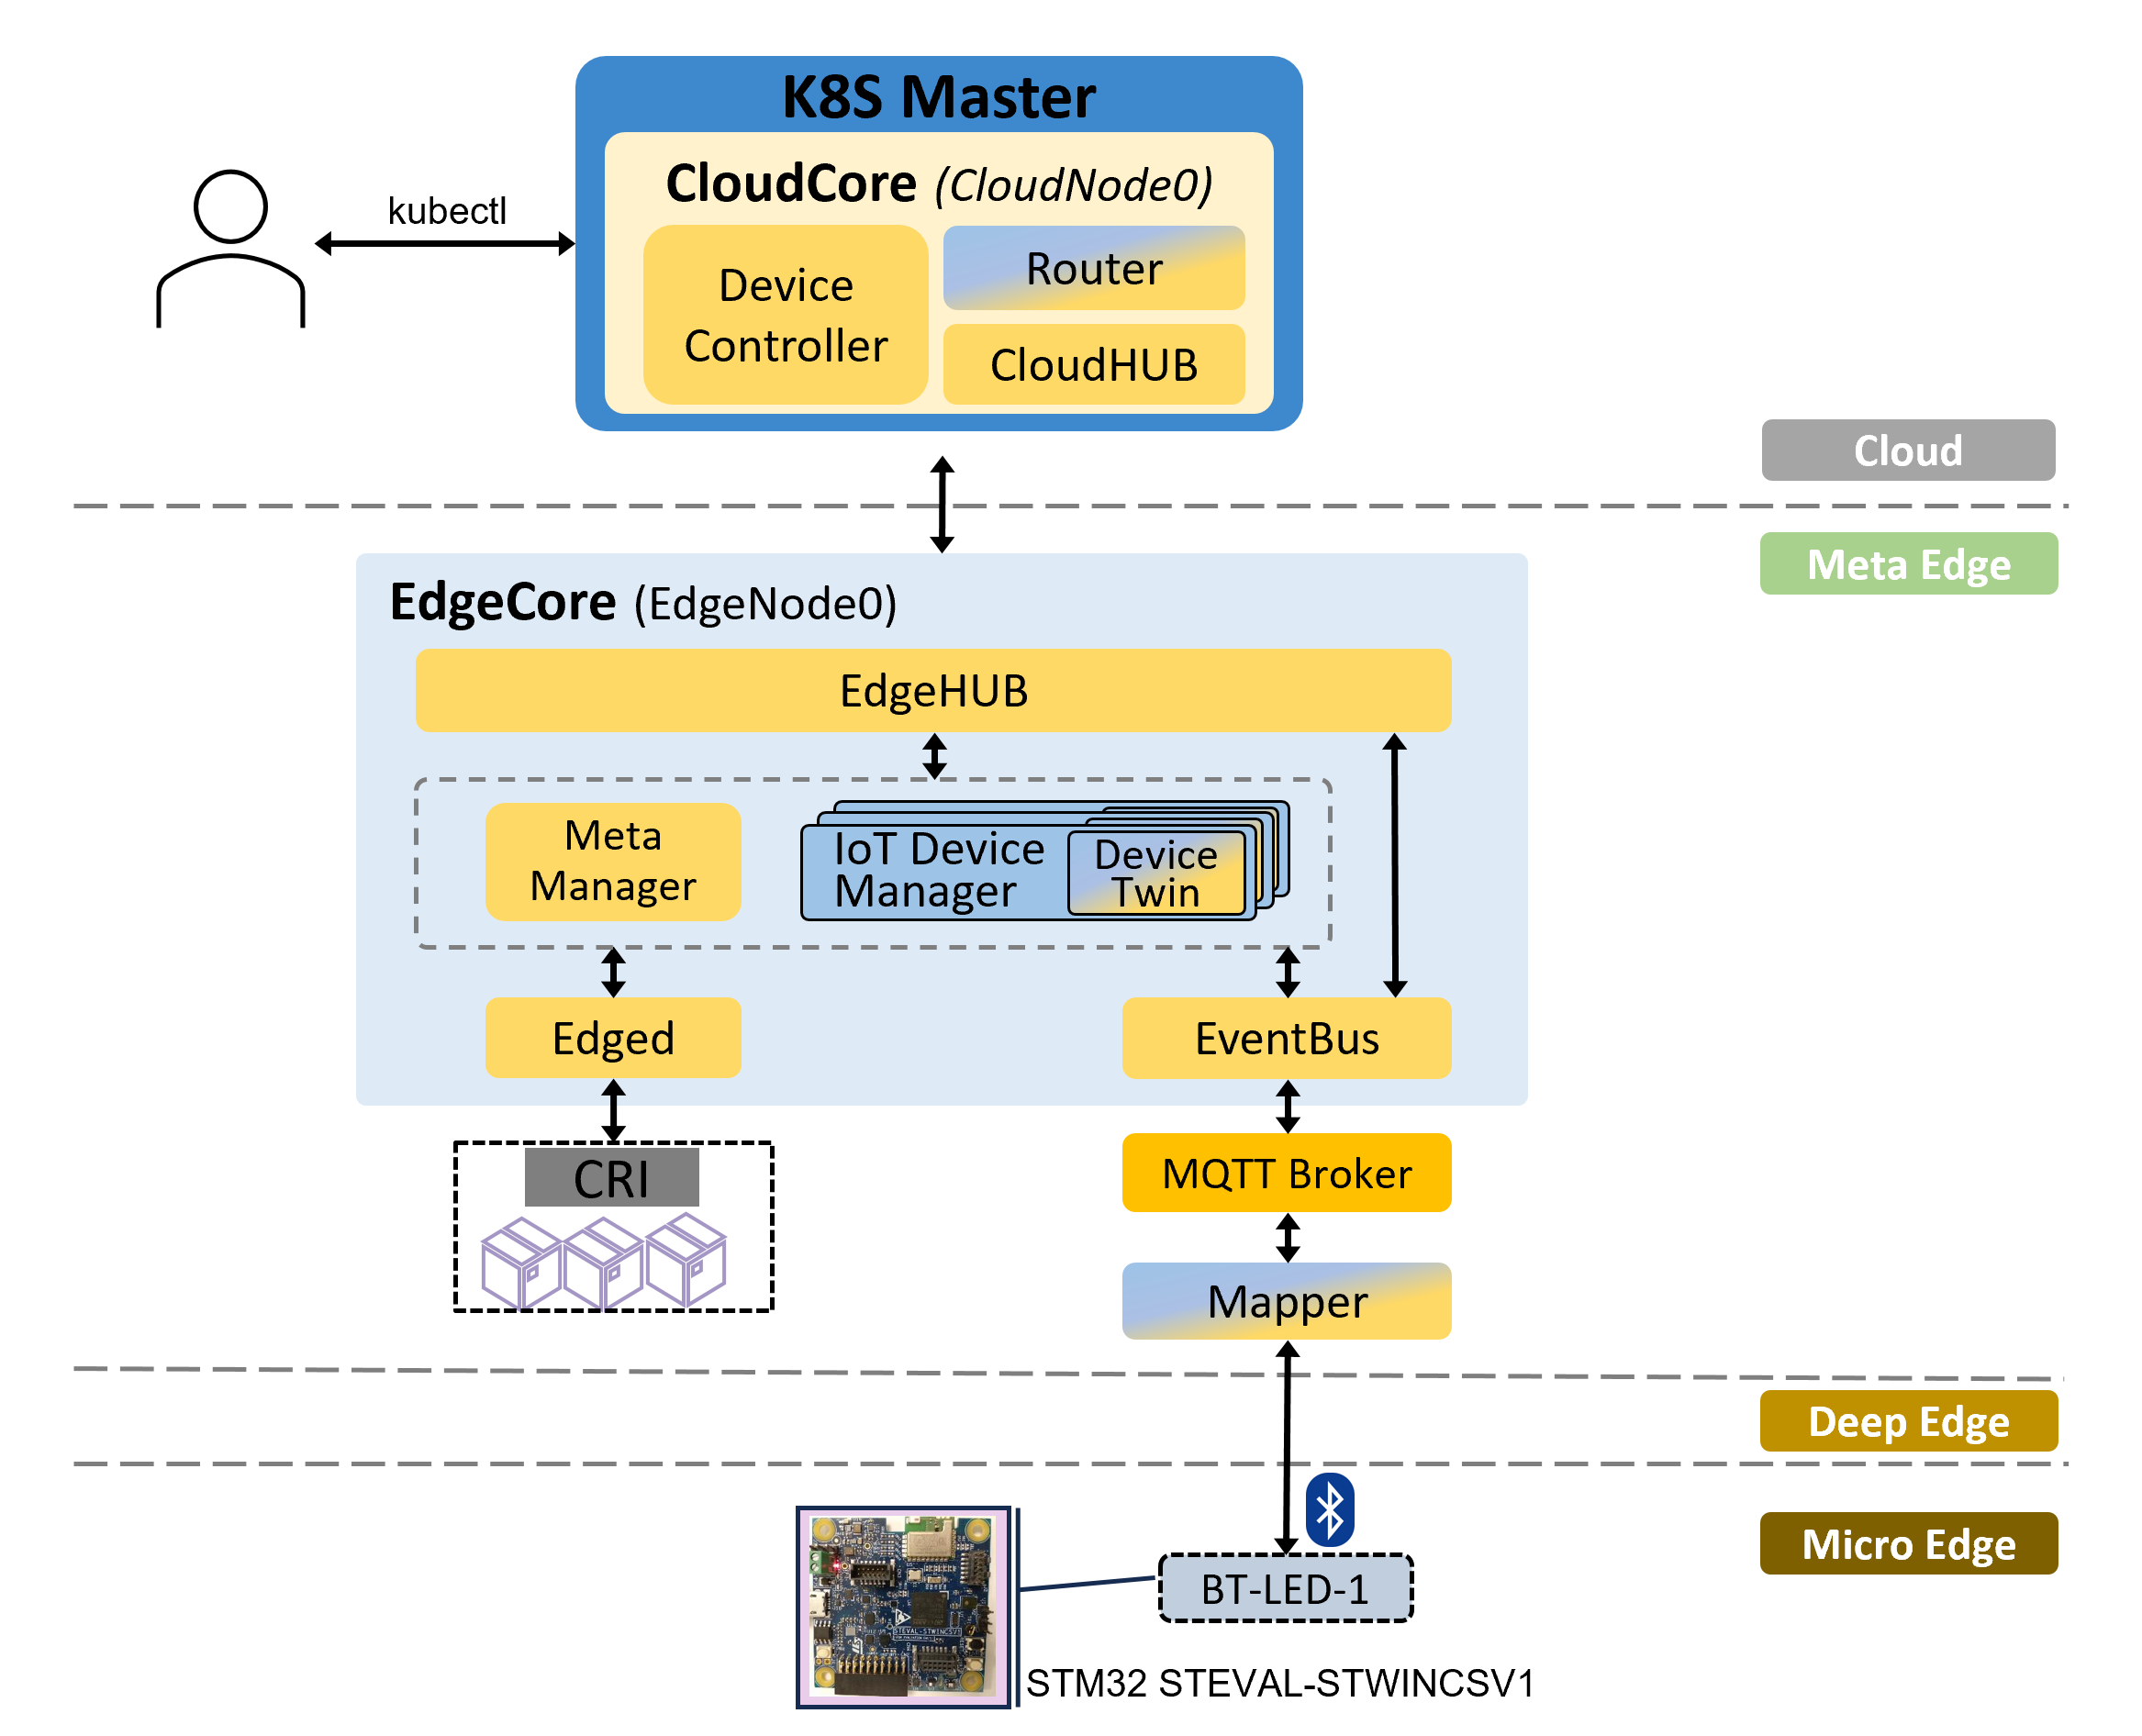 K8S Master
CloudCore (CloudNode0)
kubectl
Device
Controller
Router
CloudHUB
Cloud
Meta Edge
EdgeCore (EdgeNode0)
EdgeHUB
Meta
Manager
IoT Device
Manager
Device
Twin
Edged
EventBus
CRI
MQTT Broker
Mapper
Deep Edge
Micro Edge
BT-LED-1
STEVAL-STWINCSV1
STM32 STEVAL-STWINCSV1